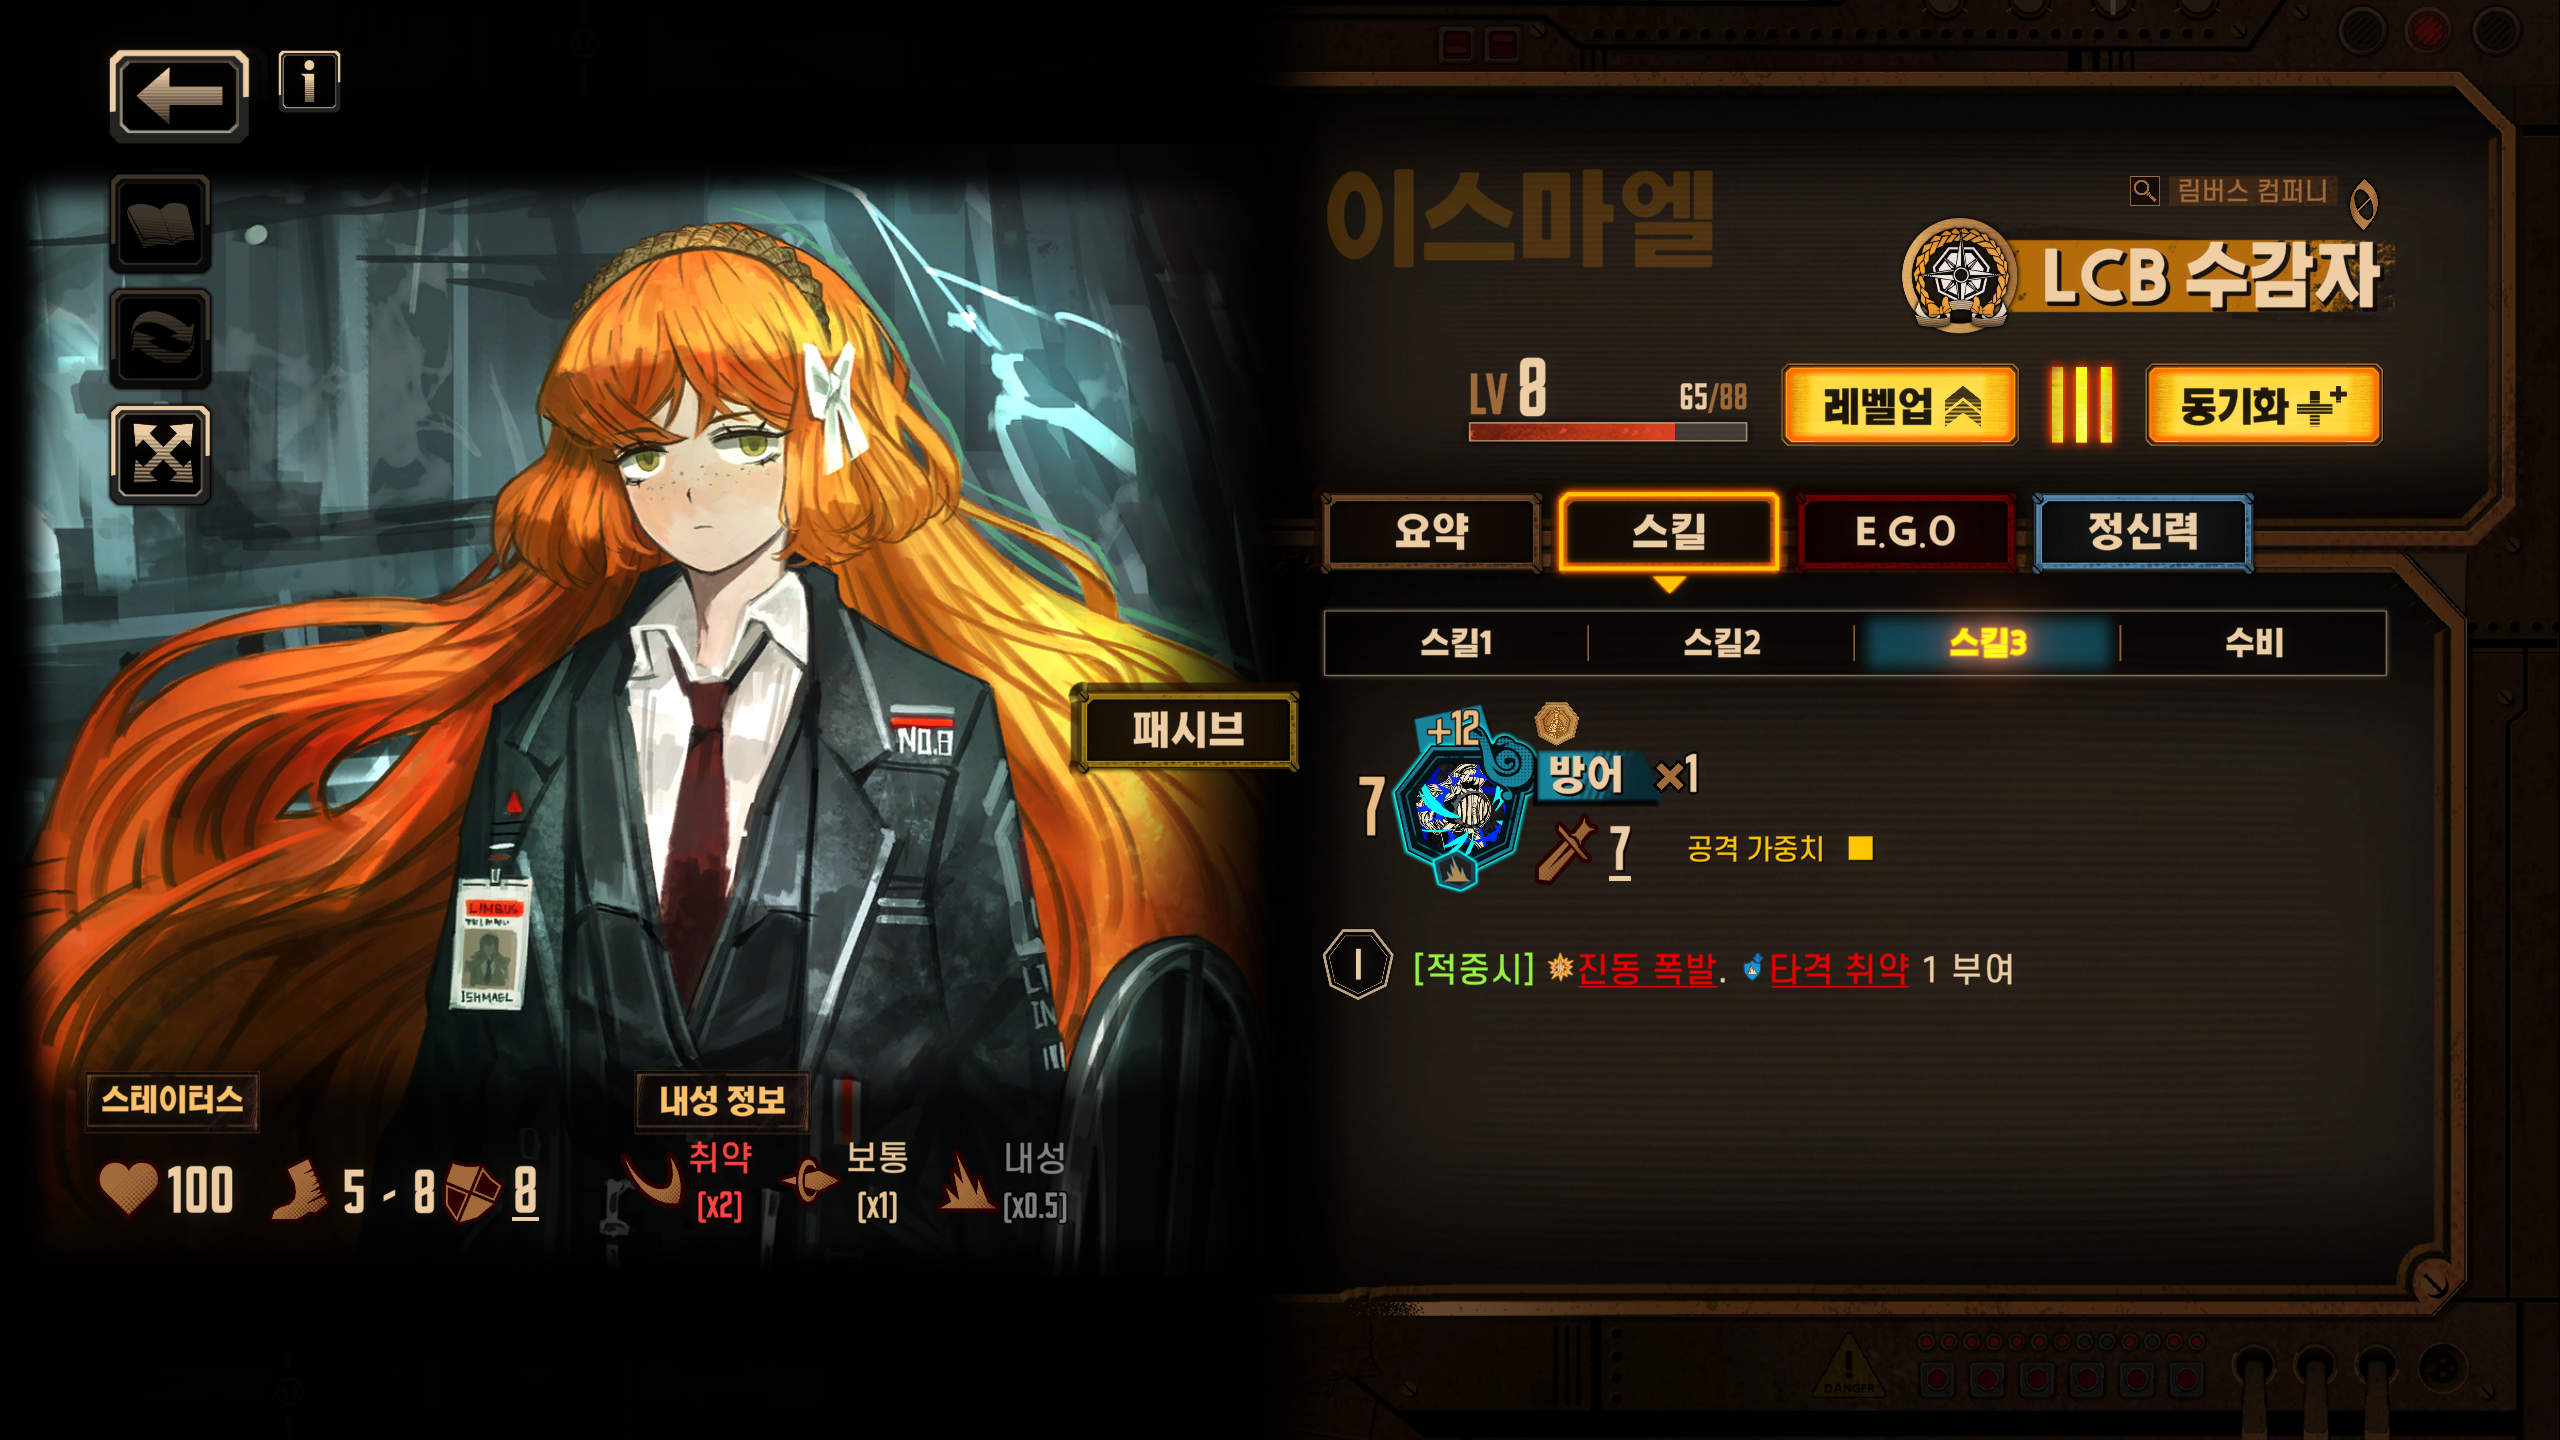 이스마엘
림버스 컴퍼니
LCB 수감자
LV 8
65/88
레벨업
동기화
요약
스킬
E.G.O
정신력
스킬1
스킬2
스킬3
수비
패시브
+12
7
방어 ×1
7
공격 가중치
[적중시] 진동 폭발. 타격 취약 1 부여
NO.8
LIMBUS
ISHMAEL
스테이터스
100
5 - 8
8
내성 정보
취약
[x2]
보통
[x1]
내성
[x0.5]
DANGER